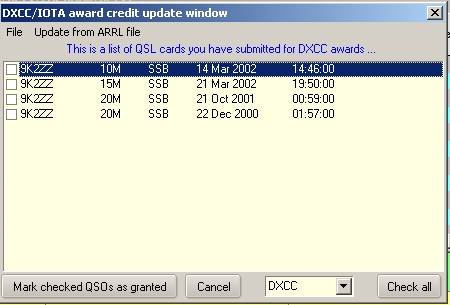 DXCC/IOTA award credit update window
File Update from ARRL file
This is a list of QSL cards you have submitted for DXCC awards ...
9K2ZZ 10M SSB 14 Mar 2002 14:46:00
9K2ZZ 15M SSB 21 Mar 2002 19:50:00
9K2ZZ 20M SSB 21 Oct 2001 00:59:00
9K2ZZ 20M SSB 22 Dec 2000 01:57:00
Mark checked QSOs as granted Cancel DXCC Check all